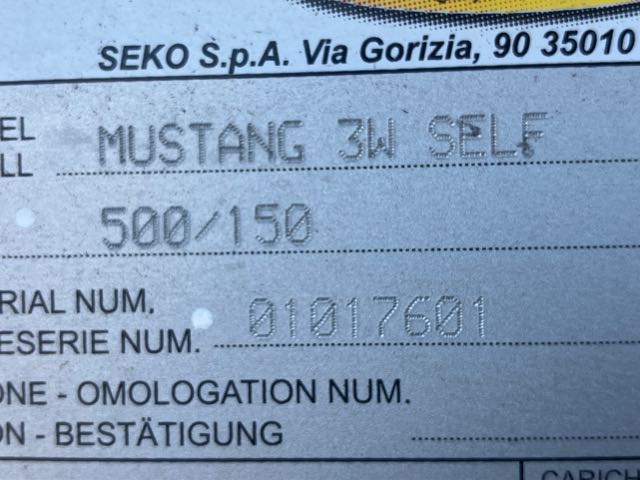 SEKO S.p.A. Via Gorizia, 90 35010
EL
LL
MUSTANG 3W SELF
500/150
RIAL NUM.
ESERIE NUM.
01017601
ONE - OMOLOGATION NUM.
ON - BESTÄTIGUNG
CARICH